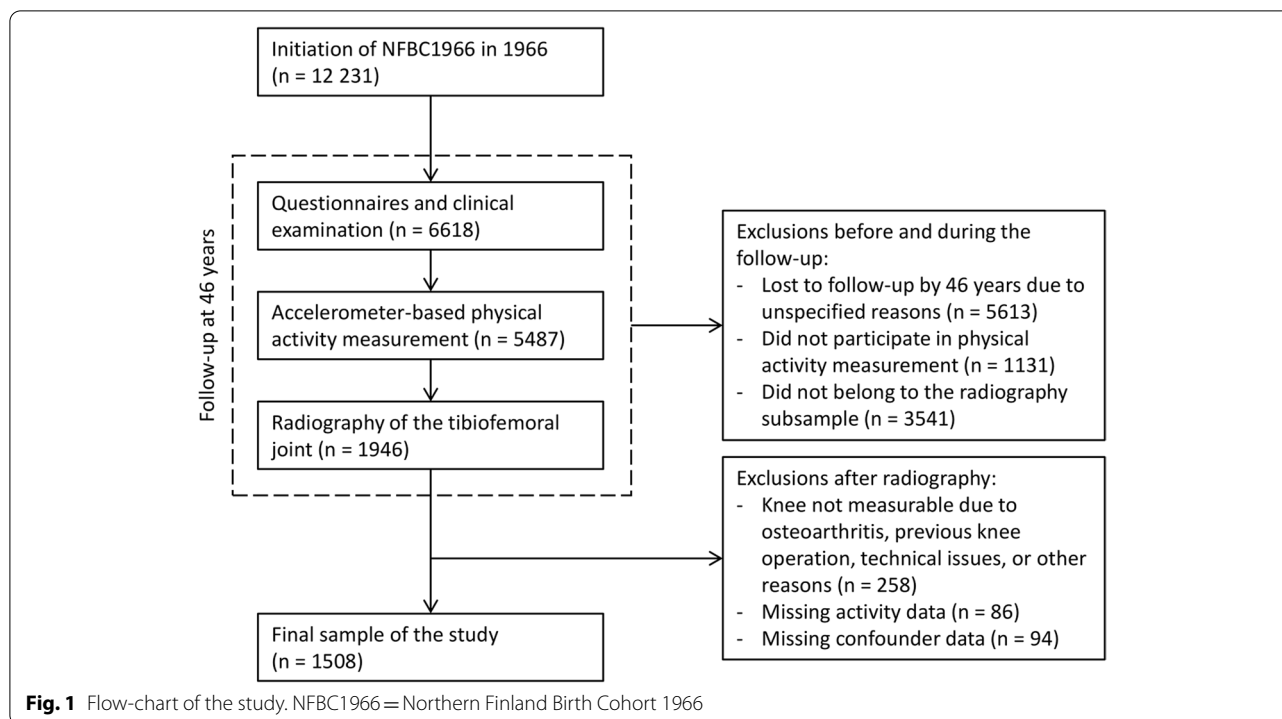 Initiation of NFBC1966 in 1966
(n = 12 231)
Follow-up at 46 years
Questionnaires and clinical
examination (n = 6618)
Accelerometer-based physical
activity measurement (n = 5487)
Radiography of the tibiofemoral
joint (n = 1946)
Exclusions before and during the
follow-up:
- Lost to follow-up by 46 years due to
unspecified reasons (n = 5613)
- Did not participate in physical
activity measurement (n = 1131)
- Did not belong to the radiography
subsample (n = 3541)
Exclusions after radiography:
- Knee not measurable due to
osteoarthritis, previous knee
operation, technical issues, or other
reasons (n = 258)
- Missing activity data (n = 86)
- Missing confounder data (n = 94)
Final sample of the study
(n = 1508)
Fig. 1 Flow-chart of the study. NFBC1966 = Northern Finland Birth Cohort 1966